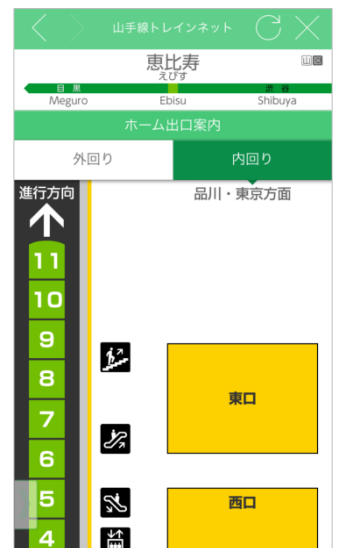 山手線トレインネット
恵比寿
えびす
山 区
目黒
渋谷
Meguro
Ebisu
Shibuya
ホーム出口案内
外回り
内回り
進行方向
品川・東京方面
11
10
9
8
東口
7
6
5
西口
4